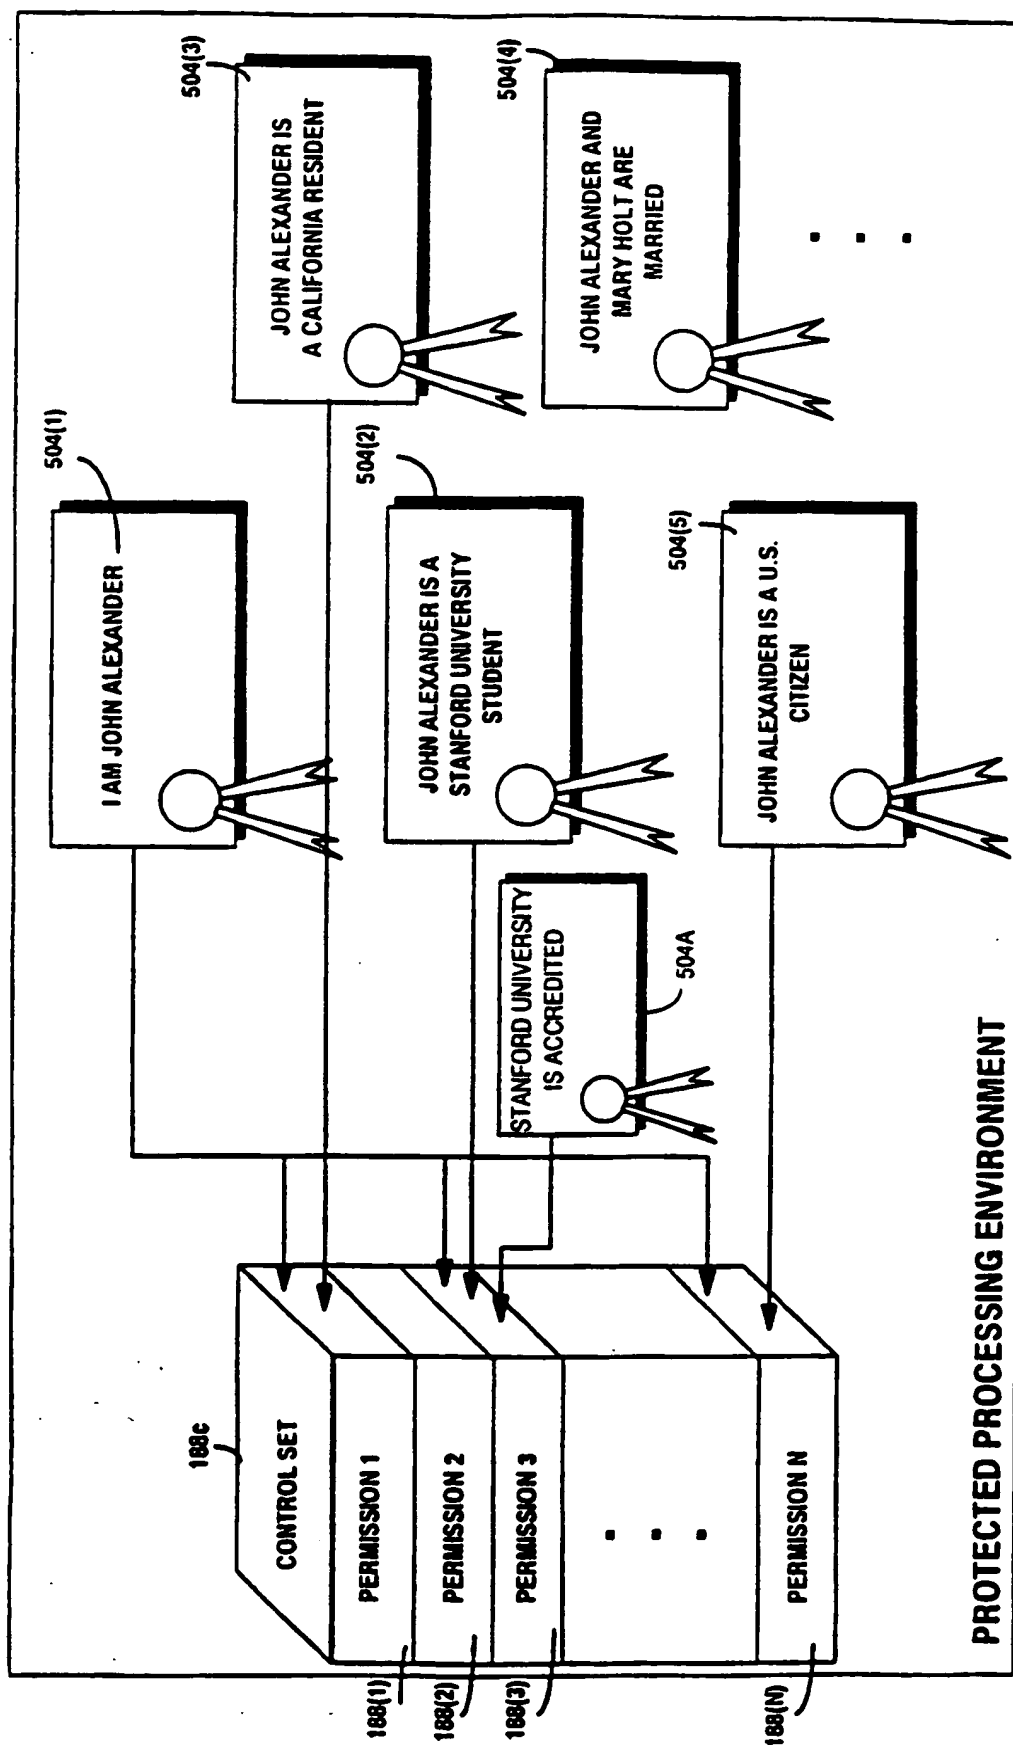 188c
CONTROL SET
188(1)
PERMISSION 1
188(2)
PERMISSION 2
188(3)
PERMISSION 3
188(N)
PERMISSION N
504(1)
I AM JOHN ALEXANDER
504(3)
JOHN ALEXANDER IS
A CALIFORNIA RESIDENT
504(2)
JOHN ALEXANDER IS A
STANFORD UNIVERSITY
STUDENT
504(4)
JOHN ALEXANDER AND
MARY HOLT ARE
MARRIED
STANFORD UNIVERSITY
IS ACCREDITED
504A
504(5)
JOHN ALEXANDER IS A U.S.
CITIZEN
PROTECTED PROCESSING ENVIRONMENT